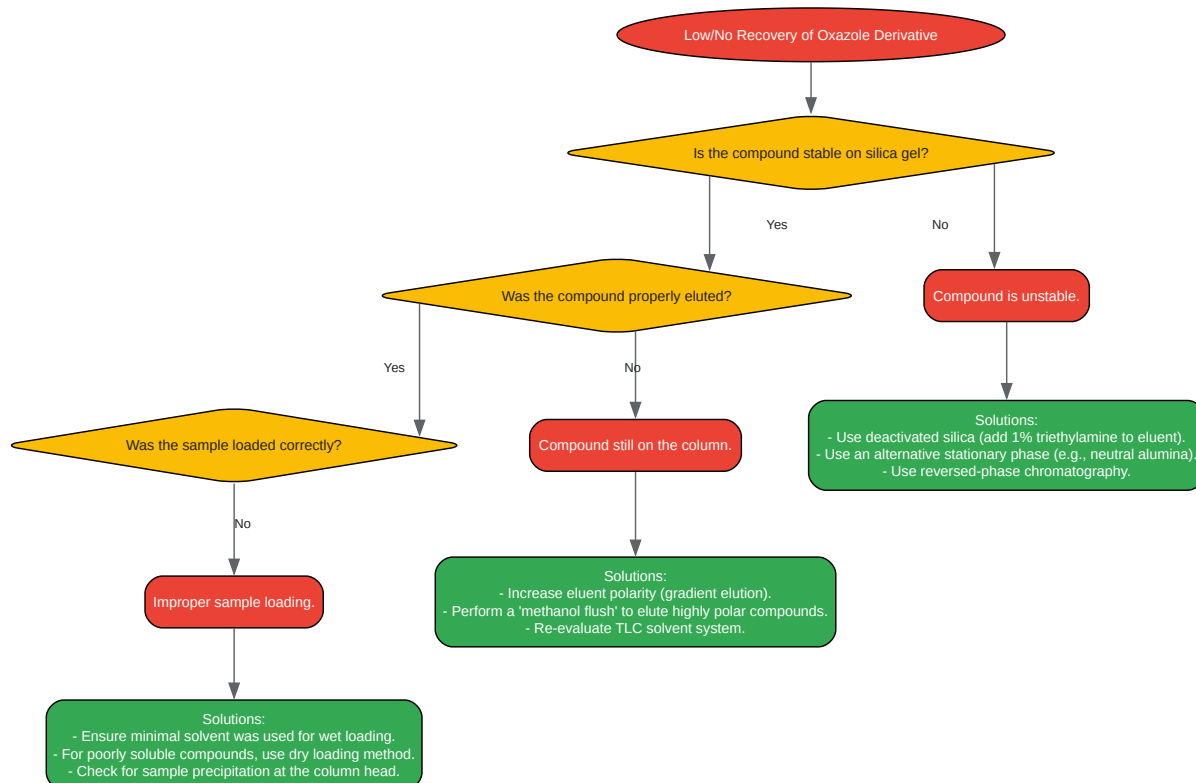 Low/No Recovery of Oxazole Derivative
Is the compound stable on silica gel?
Yes
No
Was the compound properly eluted?
Compound is unstable.
Yes
No
Solutions:
- Use deactivated silica (add 1% triethylamine to eluent).
- Use an alternative stationary phase (e.g., neutral alumina).
- Use reversed-phase chromatography.
Was the sample loaded correctly?
Compound still on the column.
No
Solutions:
- Increase eluent polarity (gradient elution).
- Perform a 'methanol flush' to elute highly polar compounds.
- Re-evaluate TLC solvent system.
Improper sample loading.
Solutions:
- Ensure minimal solvent was used for wet loading.
- For poorly soluble compounds, use dry loading method.
- Check for sample precipitation at the column head.